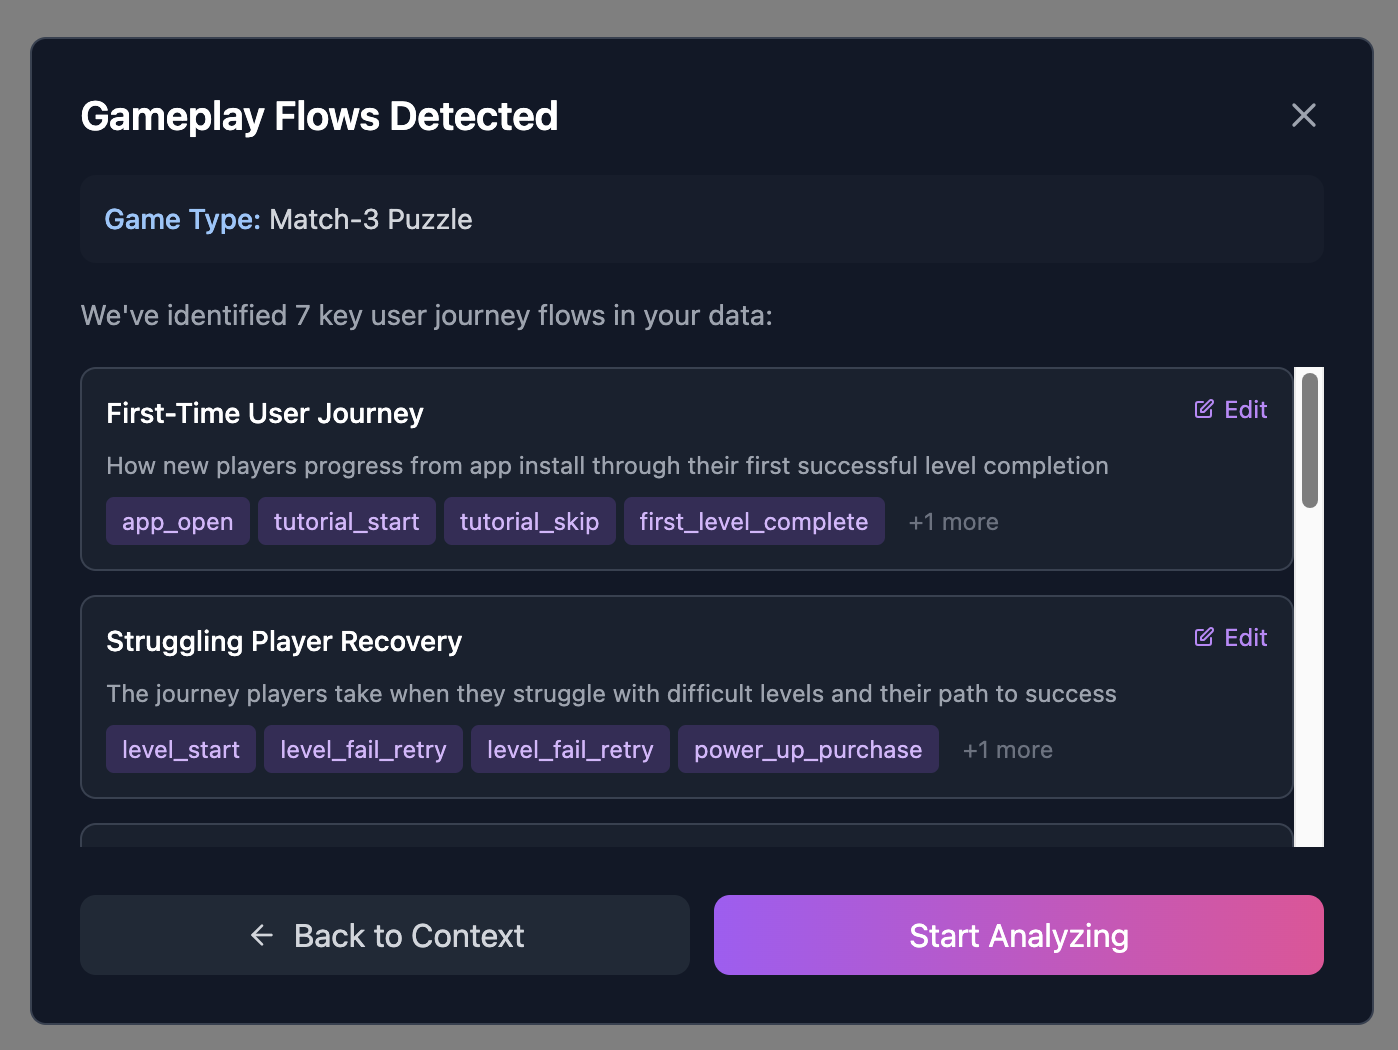 Gameplay Flows Detected
Game Type: Match-3 Puzzle
We've identified 7 key user journey flows in your data:
First-Time User Journey
Edit
How new players progress from app install through their first successful level completion
app_open tutorial_start tutorial_skip first_level_complete +1 more
Struggling Player Recovery
Edit
The journey players take when they struggle with difficult levels and their path to success
level_start level_fail_retry level_fail_retry power_up_purchase +1 more
← Back to Context
Start Analyzing